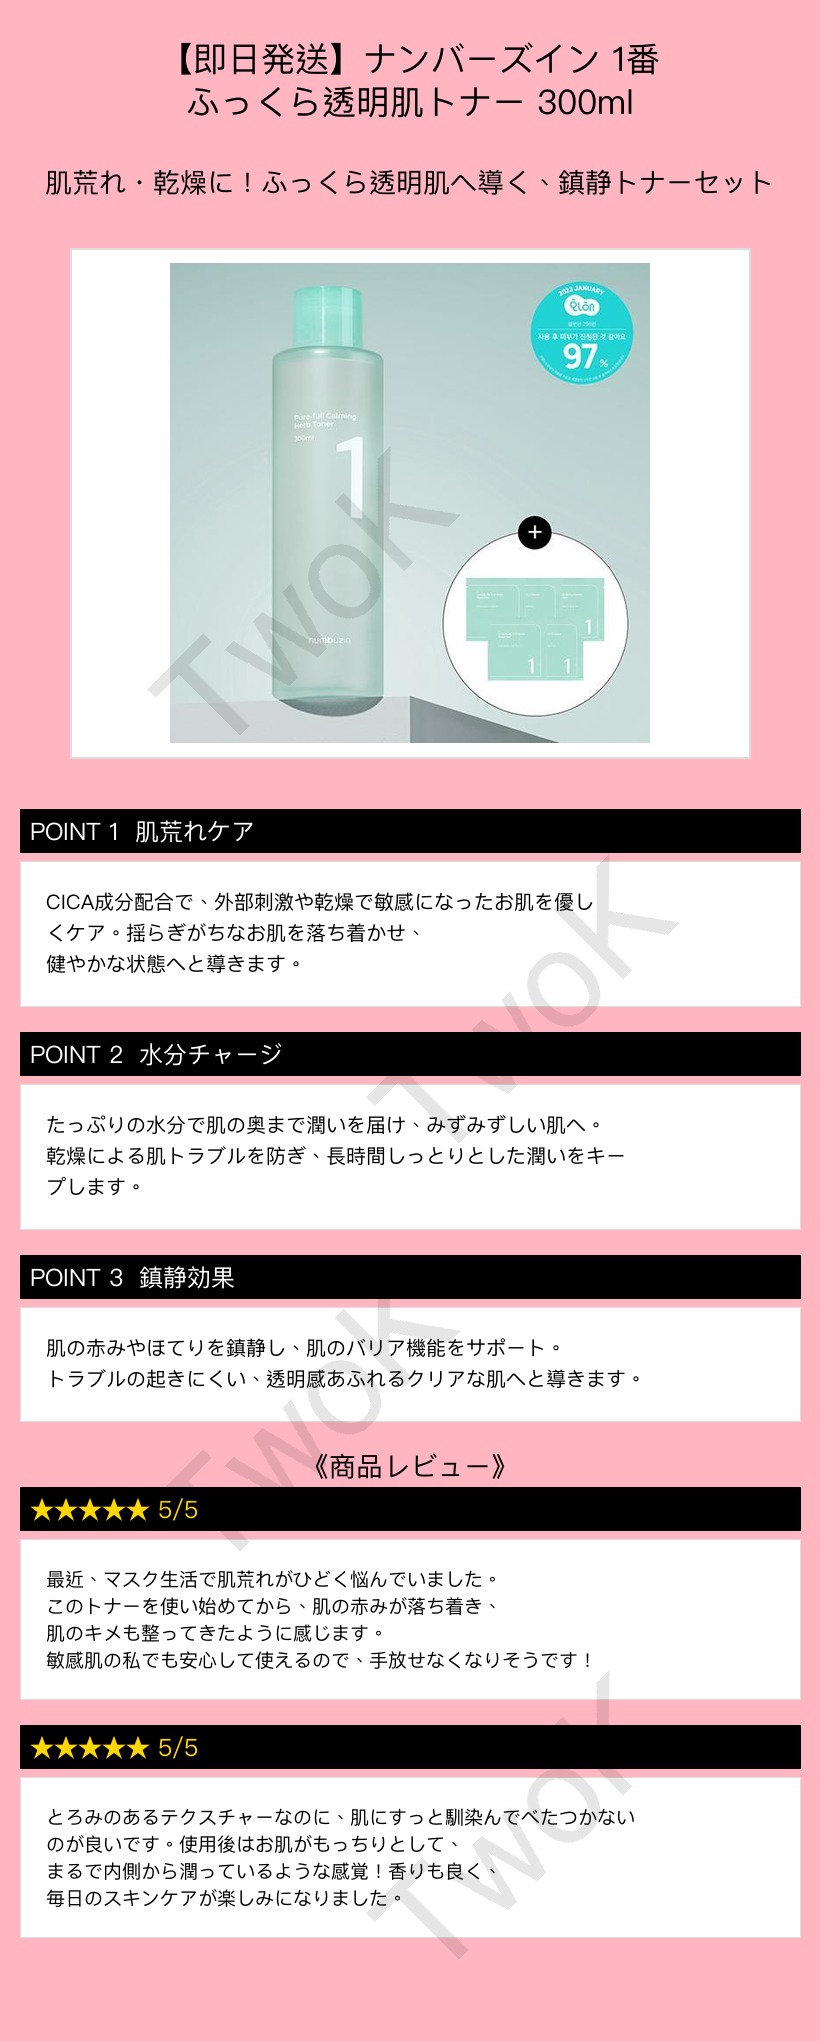 【即日発送】ナンバーズイン 1番
ふっくら透明肌トナー 300ml
肌荒れ・乾燥に！ふっくら透明肌へ導く、鎮静トナーセット
2023 JANUARY
사용 후 피부가 진정된 것 같아요
97%
Pure-full Calming
Herb Toner
300ml
1
numbuzin
+
1
1
1
TwoK
POINT 1 肌荒れケア
CICA成分配合で、外部刺激や乾燥で敏感になったお肌を優し
くケア。揺らぎがちなお肌を落ち着かせ、
健やかな状態へと導きます。
TwoK
POINT 2 水分チャージ
たっぷりの水分で肌の奥まで潤いを届け、みずみずしい肌へ。
乾燥による肌トラブルを防ぎ、長時間しっとりとした潤いをキー
プします。
POINT 3 鎮静効果
肌の赤みやほてりを鎮静し、肌のバリア機能をサポート。
トラブルの起きにくい、透明感あふれるクリアな肌へと導きます。
TwoK
《商品レビュー》
★★★★★ 5/5
最近、マスク生活で肌荒れがひどく悩んでいました。
このトナーを使い始めてから、肌の赤みが落ち着き、
肌のキメも整ってきたように感じます。
敏感肌の私でも安心して使えるので、手放せなくなりそうです！
★★★★★ 5/5
とろみのあるテクスチャーなのに、肌にすっと馴染んでべたつかない
のが良いです。使用後はお肌がもっちりとして、
まるで内側から潤っているような感覚！香りも良く、
毎日のスキンケアが楽しみになりました。
TwoK